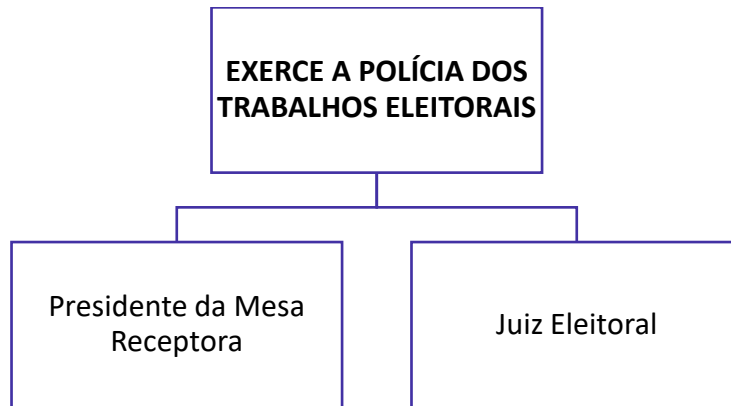 EXERCE A POLÍCIA DOS
TRABALHOS ELEITORAIS
Presidente da Mesa
Receptora
Juiz Eleitoral